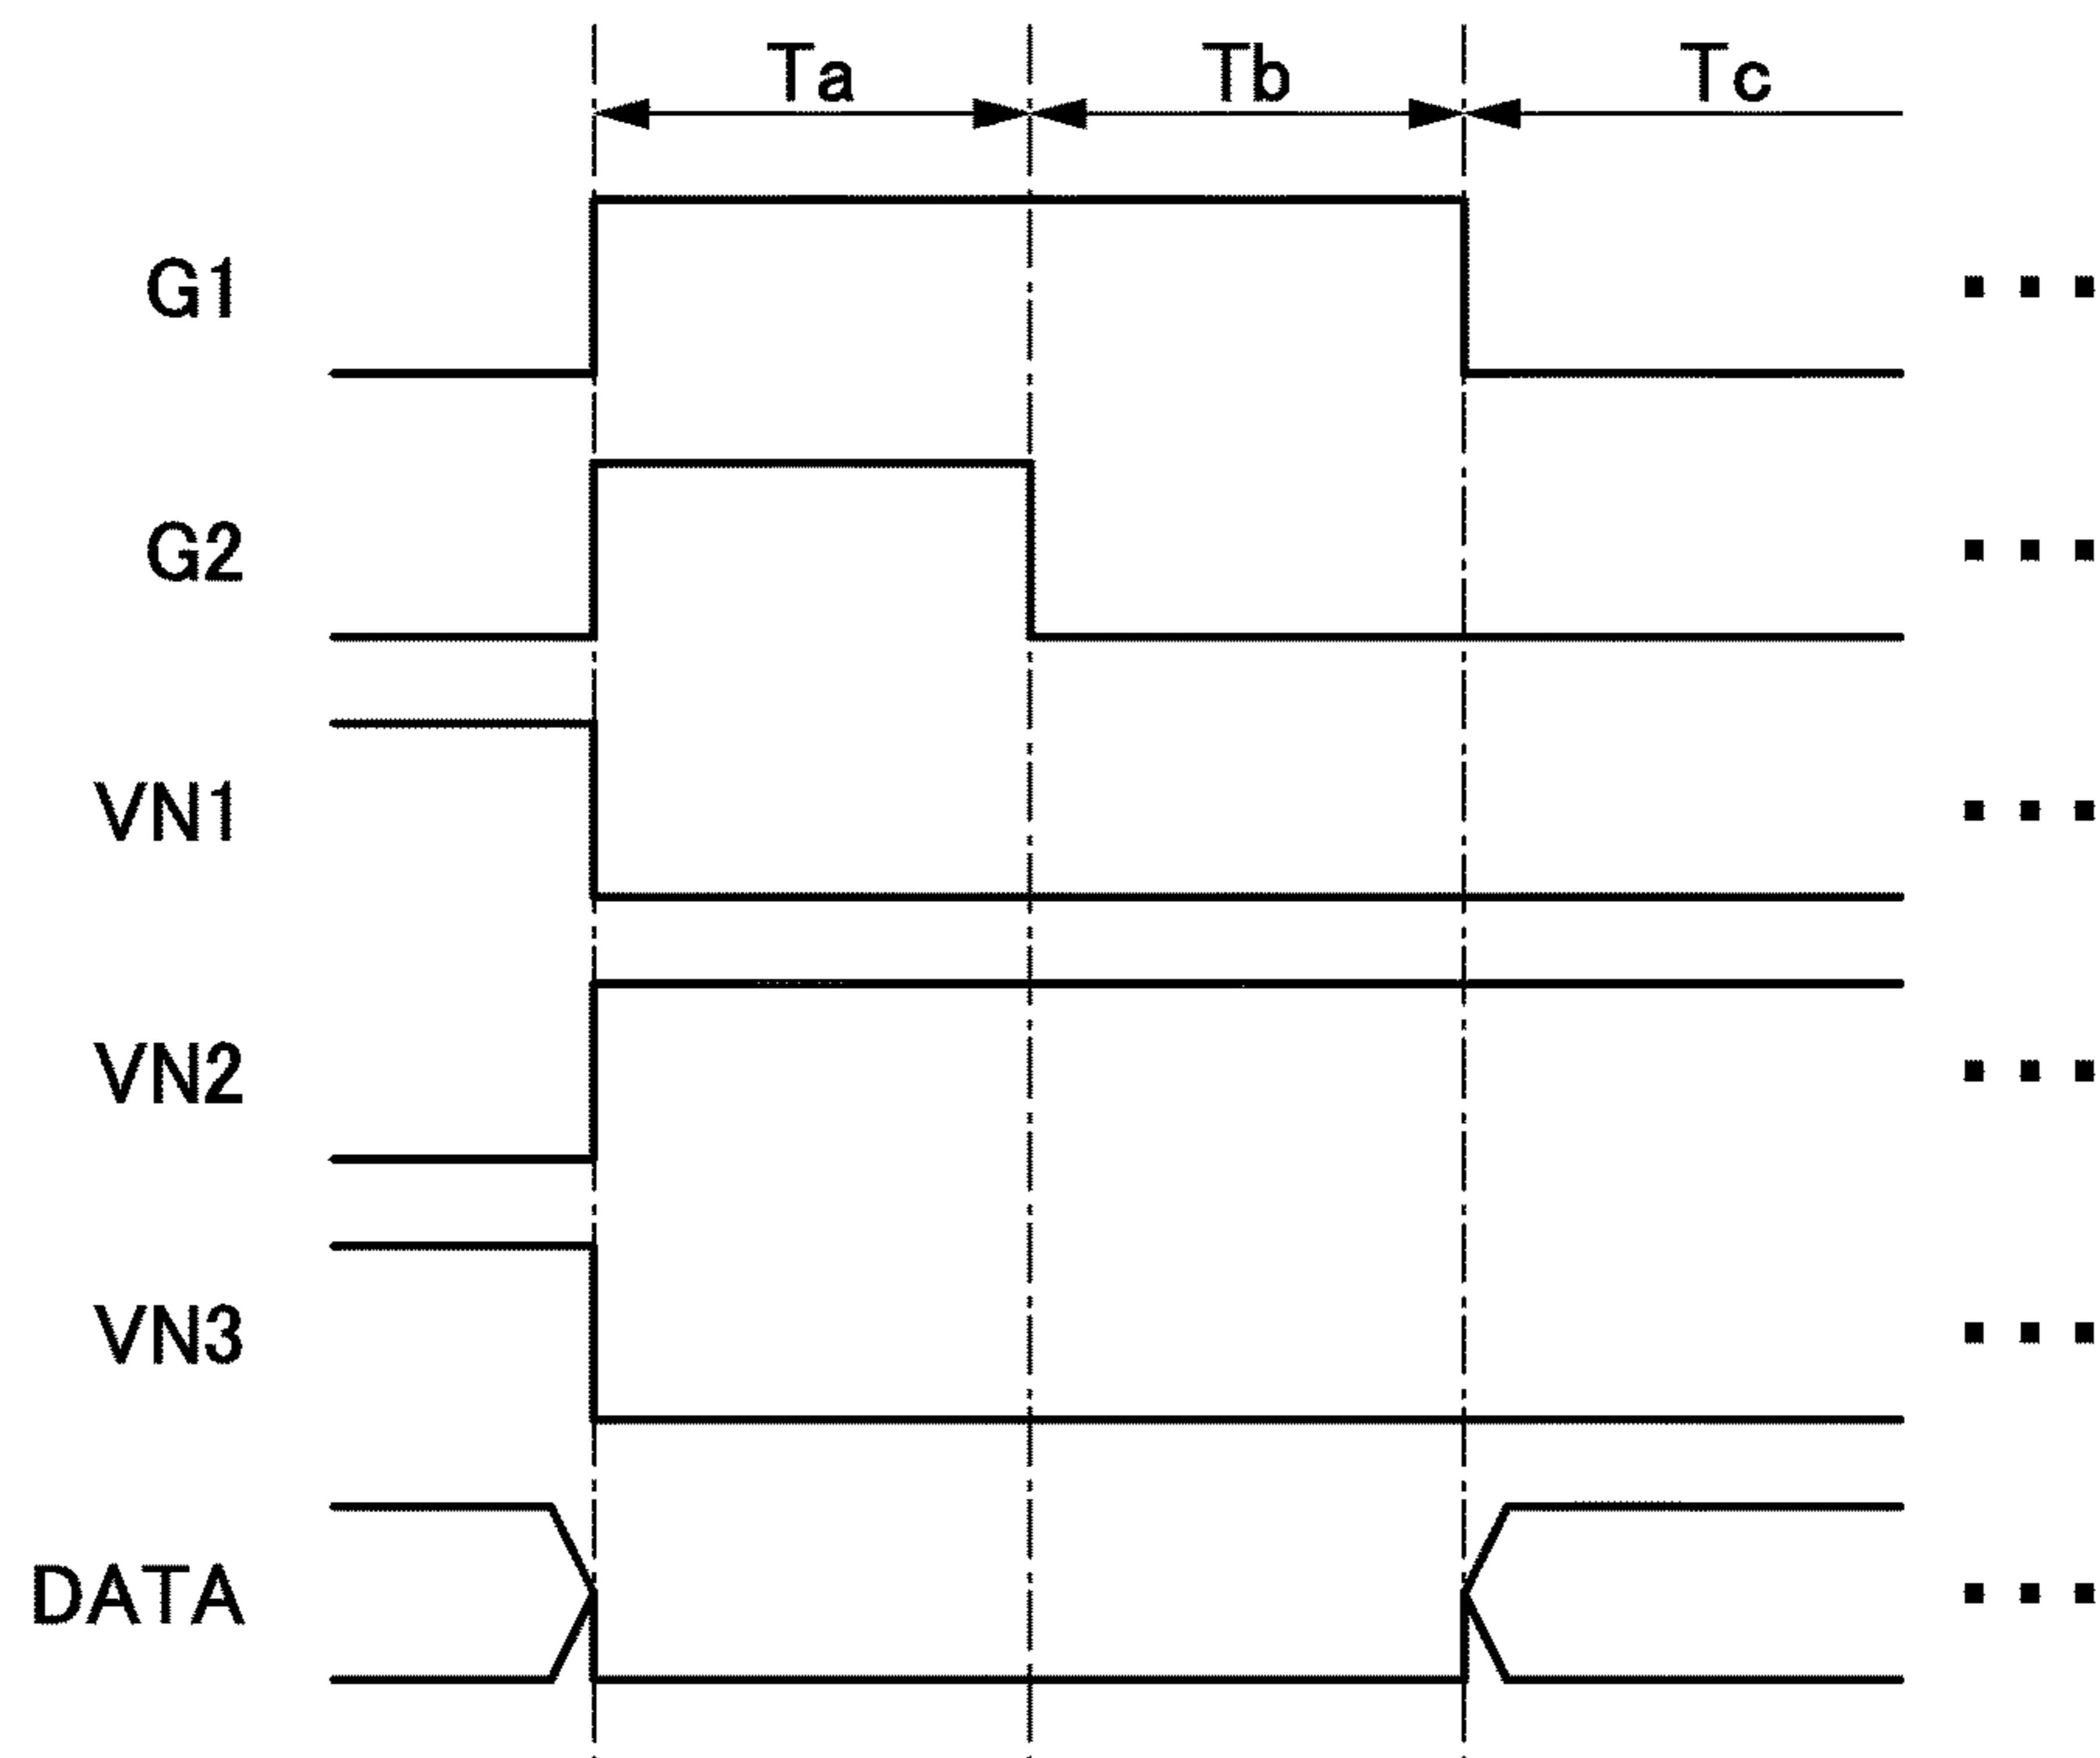 Ta Tb Tc
G1
G2
VN1
VN2
VN3
DATA